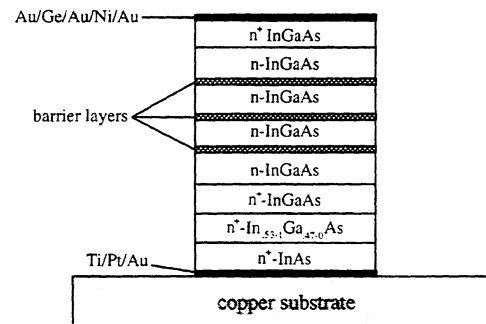 Au/Ge/Au/Ni/Au
n⁺ InGaAs
n-InGaAs
n-InGaAs
barrier layers
n-InGaAs
n-InGaAs
n⁺-InGaAs
n⁺-In.53-1Ga.47-0As
n⁺-InAs
Ti/Pt/Au
copper substrate